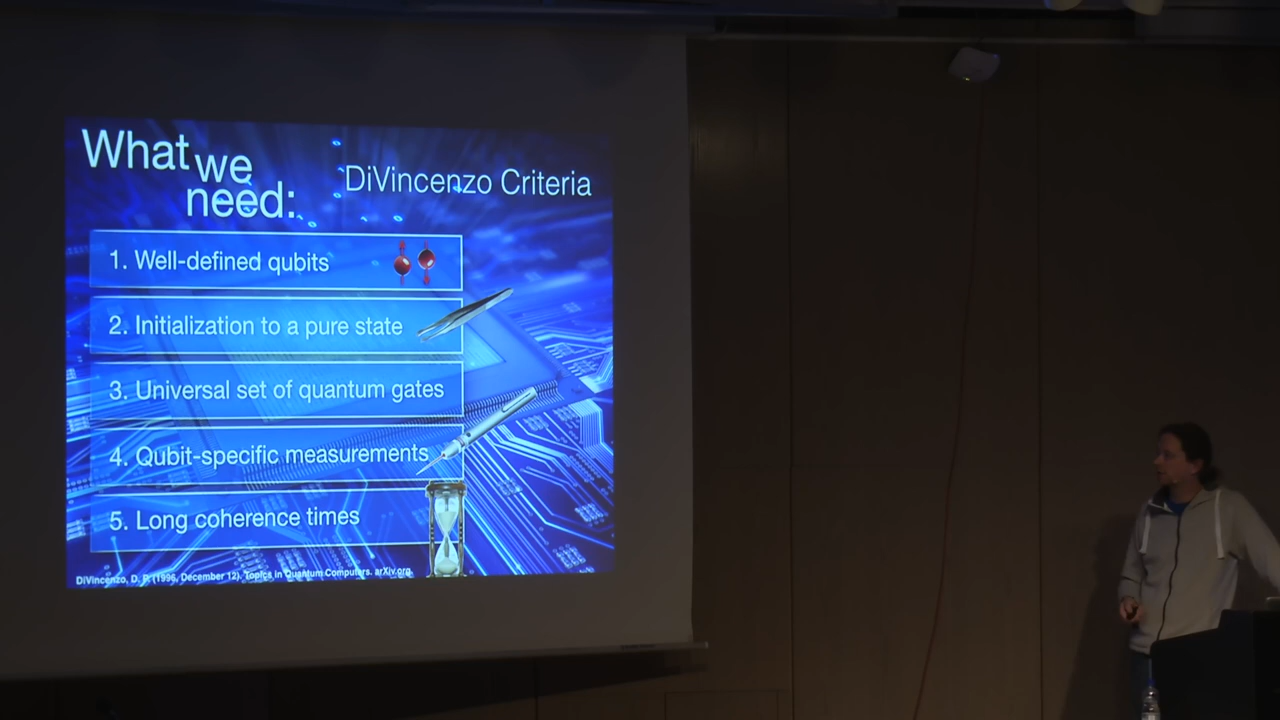 What we
need:
DiVincenzo Criteria
1. Well-defined qubits
2. Initialization to a pure state
3. Universal set of quantum gates
4. Qubit-specific measurements
5. Long coherence times
DiVincenzo, D. P. (1996, December 12). Topics in Quantum Computers. arXiv.org.